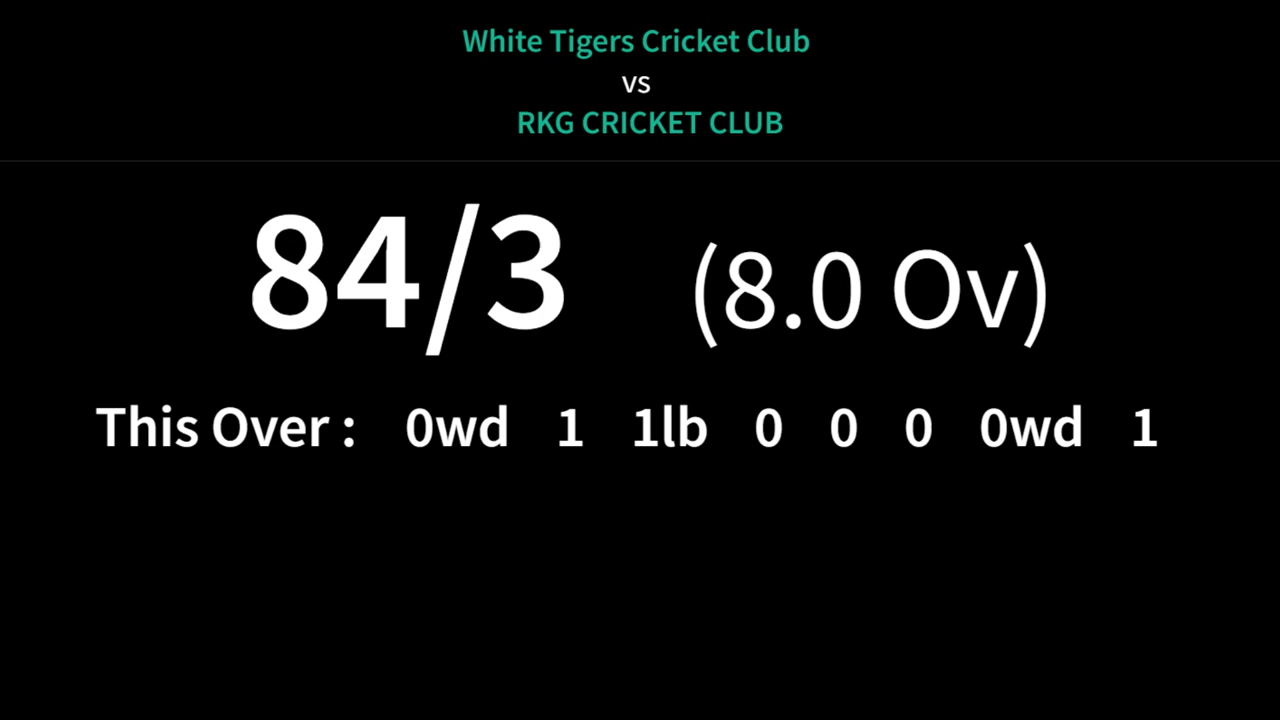 White Tigers Cricket Club
vs
RKG CRICKET CLUB
84/3 (8.0 Ov)
This Over : 0wd 1 1lb 0 0 0 0wd 1